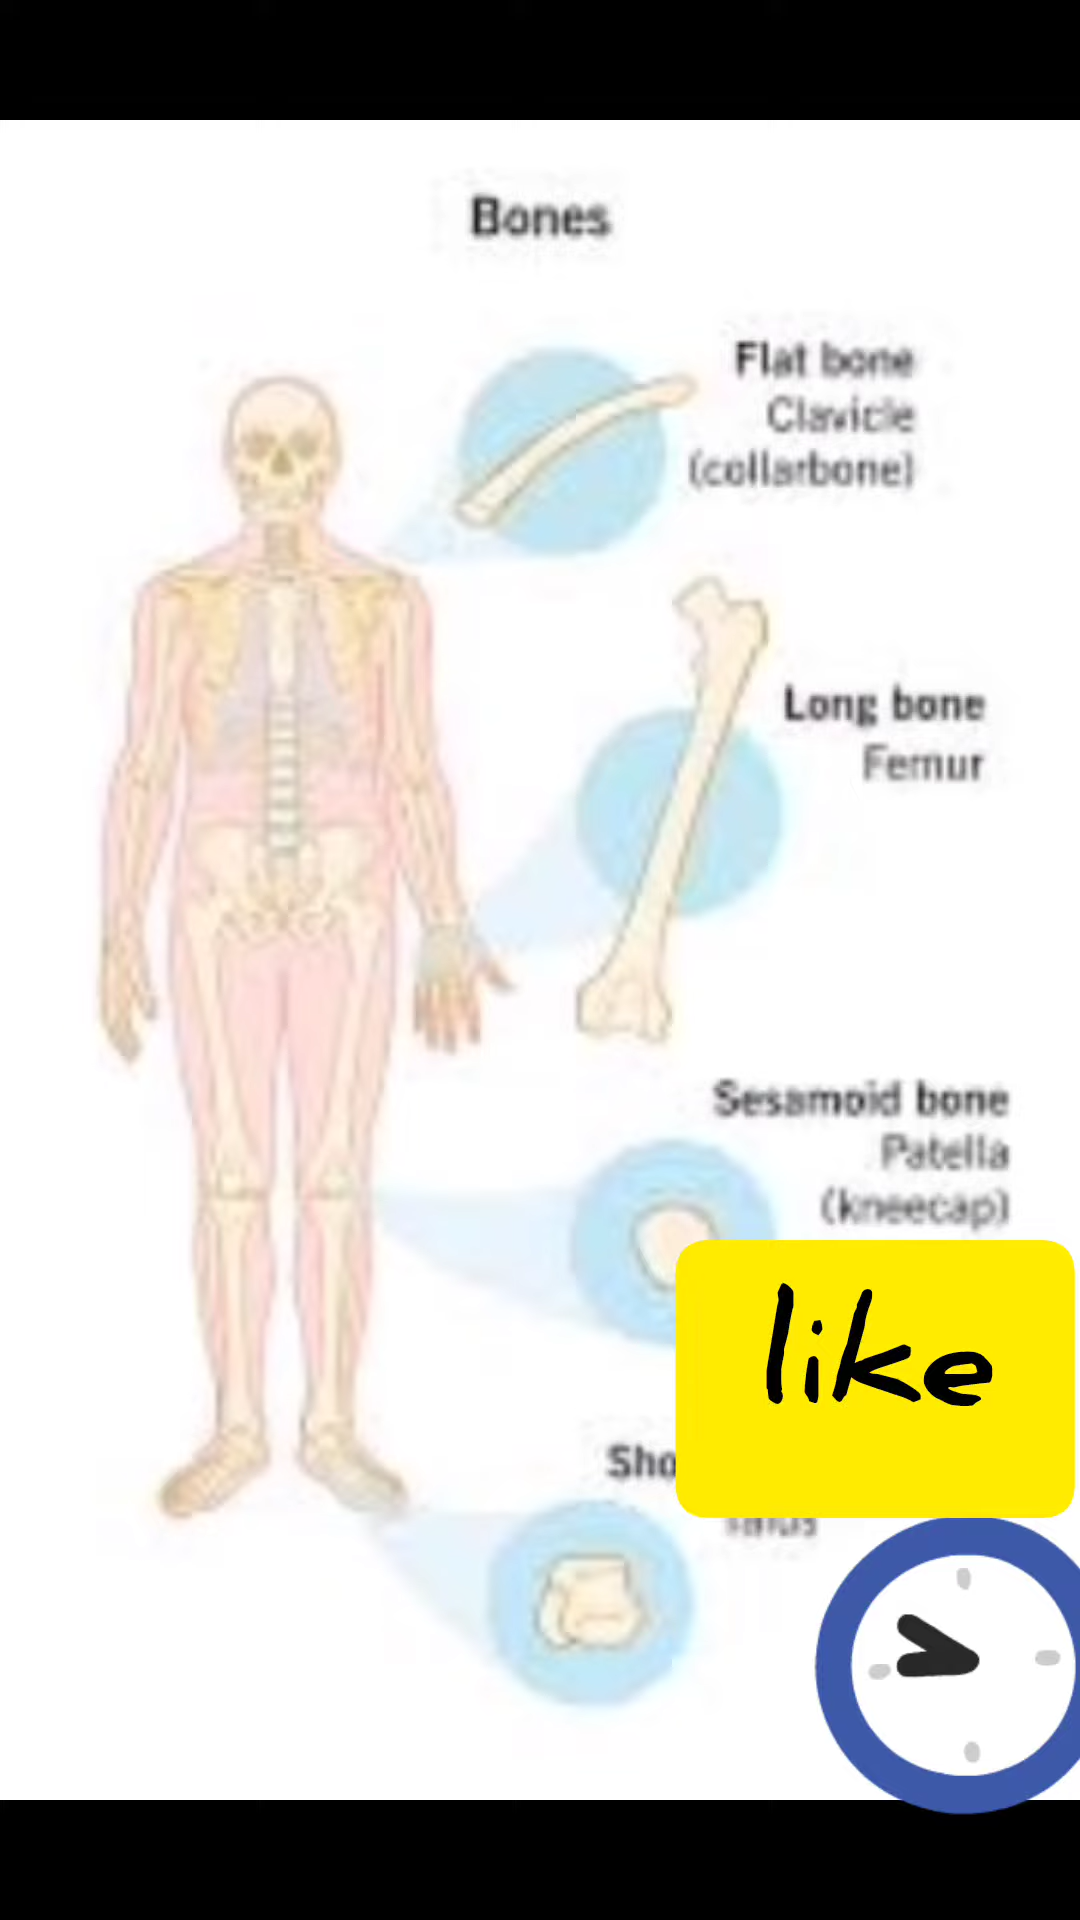 Bones
Flat bone
Clavicle
(collarbone)
Long bone
Femur
Sesamoid bone
Patella
(kneecap)
like